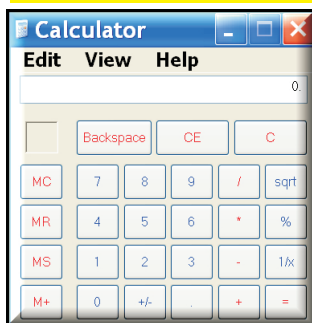 Calculator
Edit View Help
0.
Backspace CE C
MC 7 8 9 / sqrt
MR 4 5 6 * %
MS 1 2 3 - 1/x
M+ 0 +/- . + =